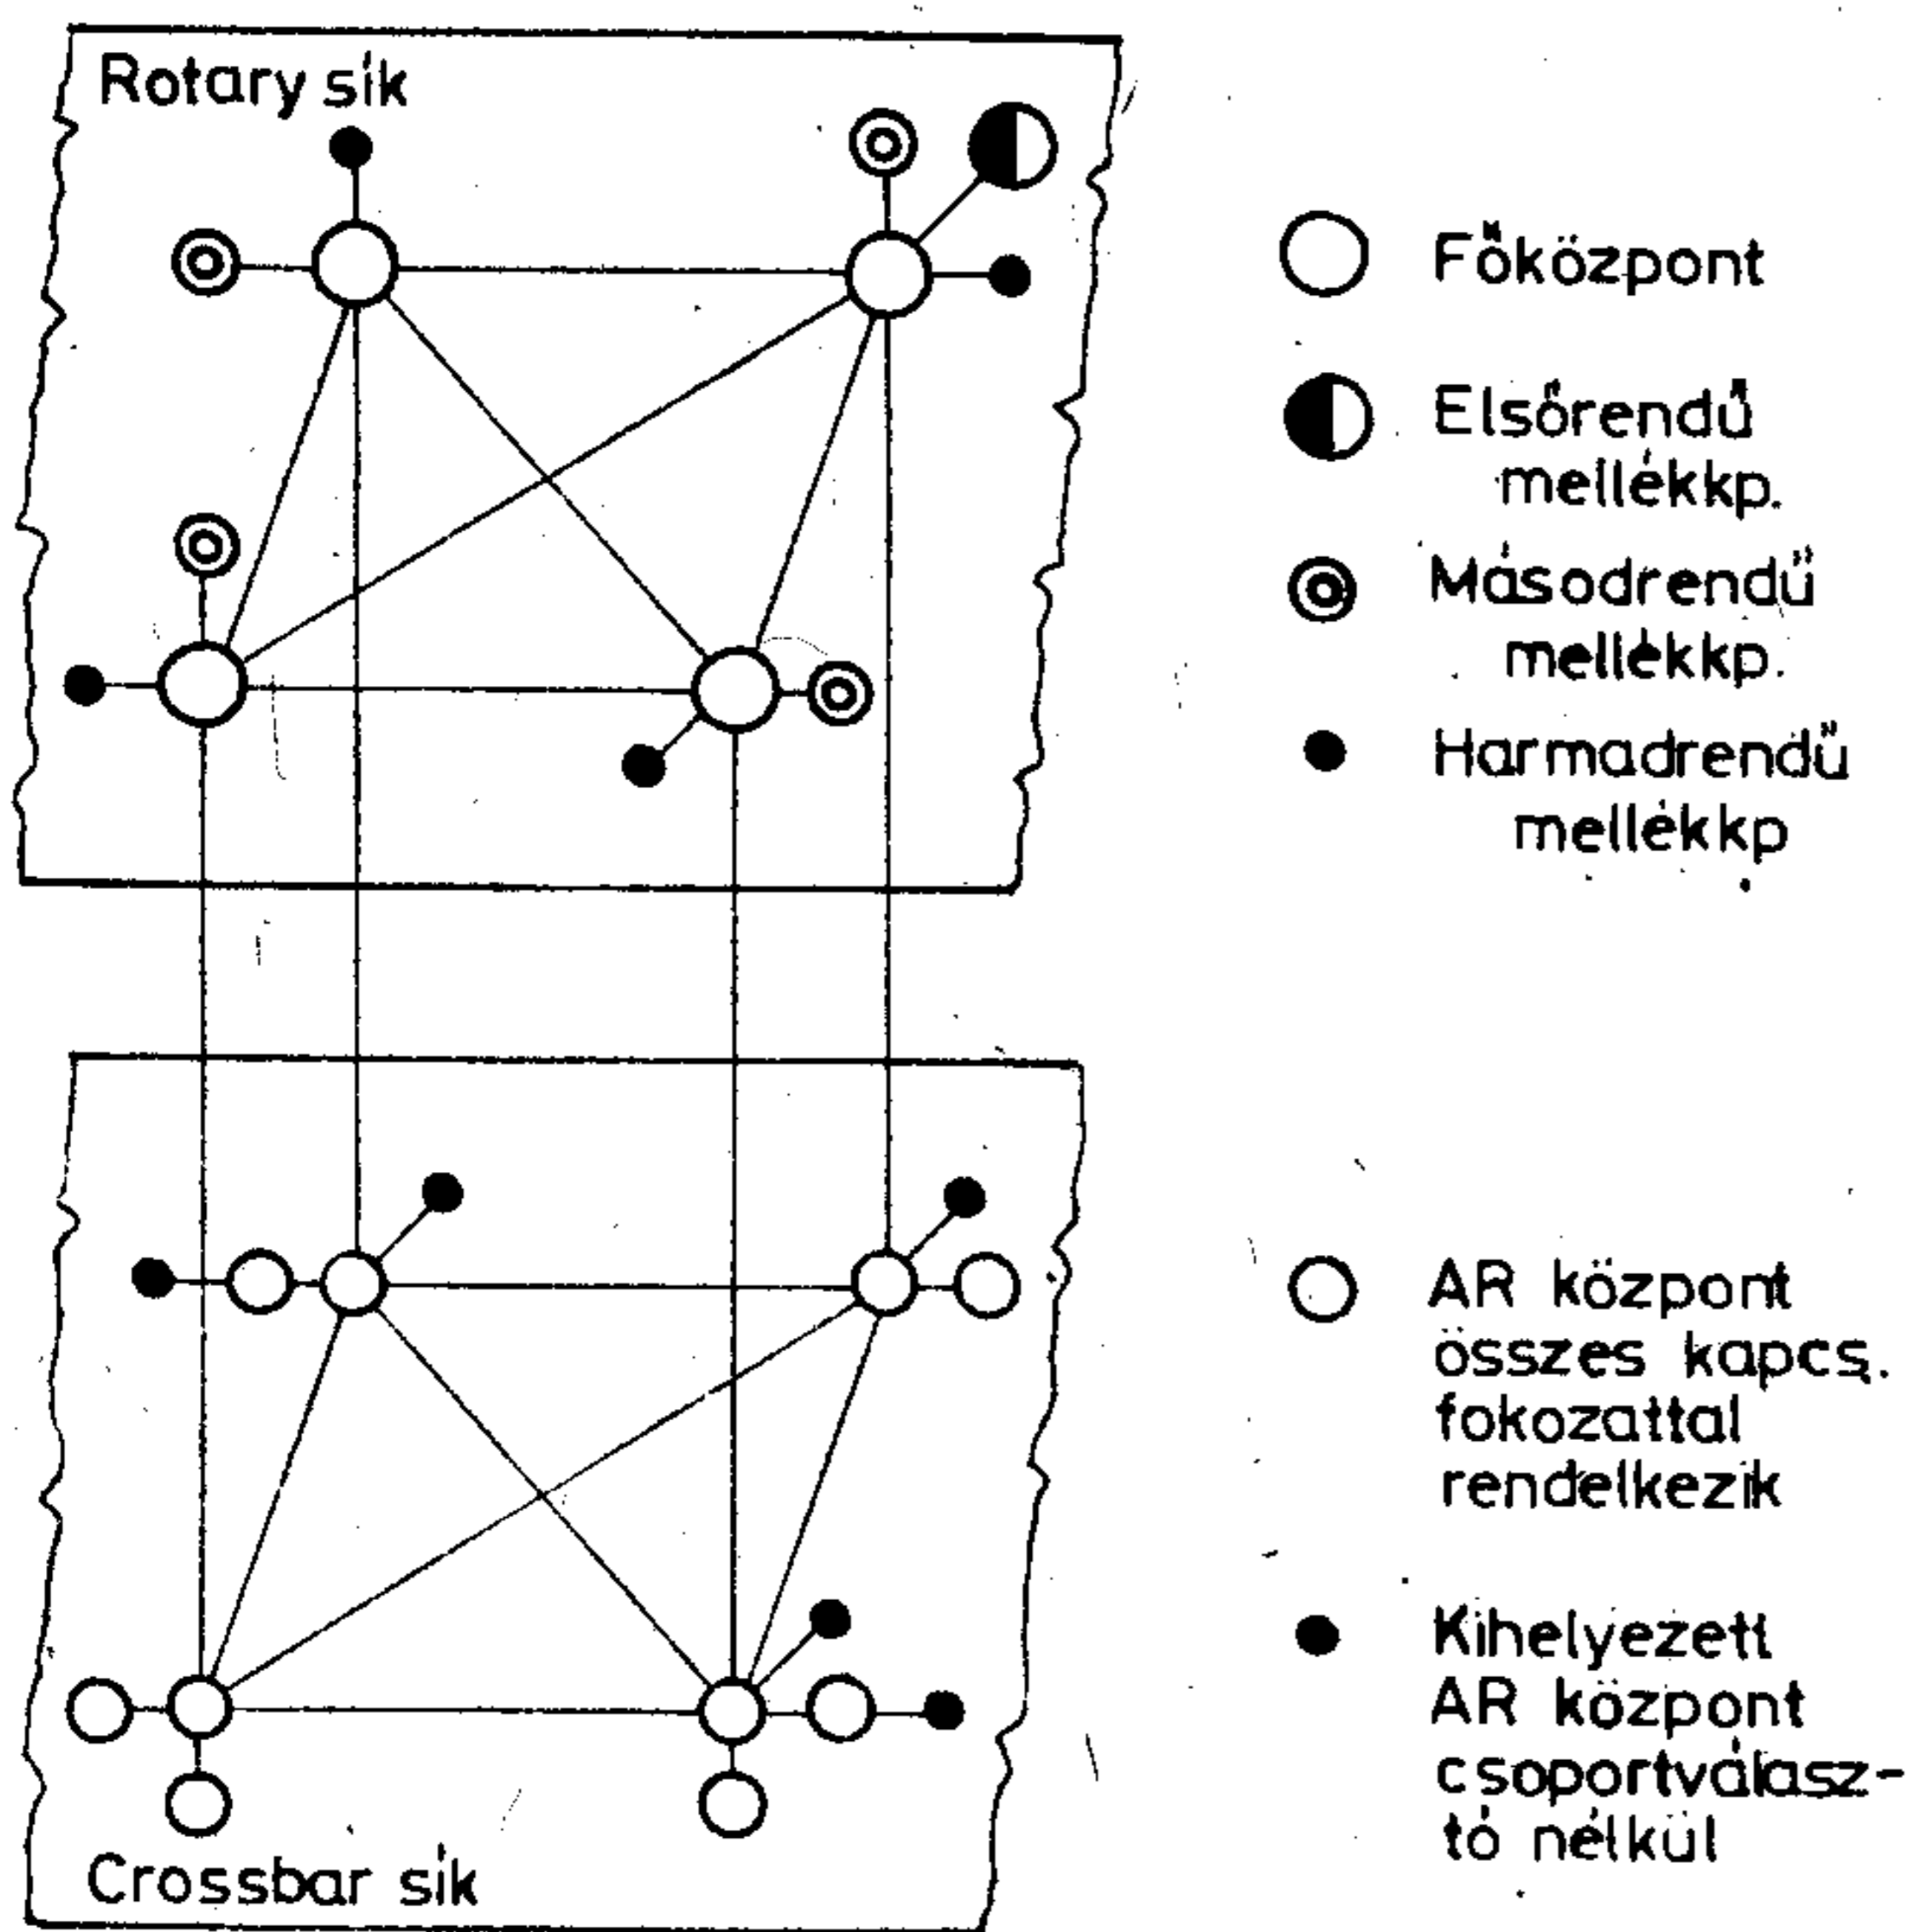 Rotary sík
Főközpont
Elsőrendű
mellékkp.
Másodrendű
mellékkp.
Harmadrendű
mellékkp
AR központ
összes kapcs.
fokozattal
rendelkezik
Kihelyezett
AR központ
csoportválasz-
tó nélkül
Crossbar sík